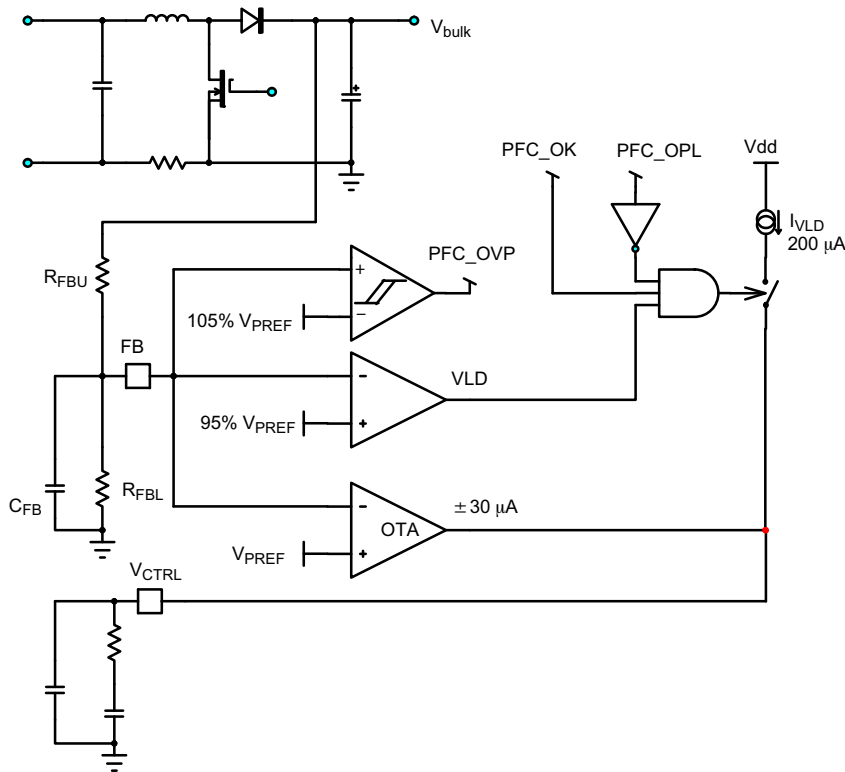 V_bulk
PFC_OK
PFC_OPL
Vdd
I_VLD
200 μA
R_FBU
PFC_OVP
+
−
105% V_PREF
FB
-
VLD
95% V_PREF
+
C_FB
R_FBL
-
OTA
± 30 μA
V_PREF
+
V_CTRL
+